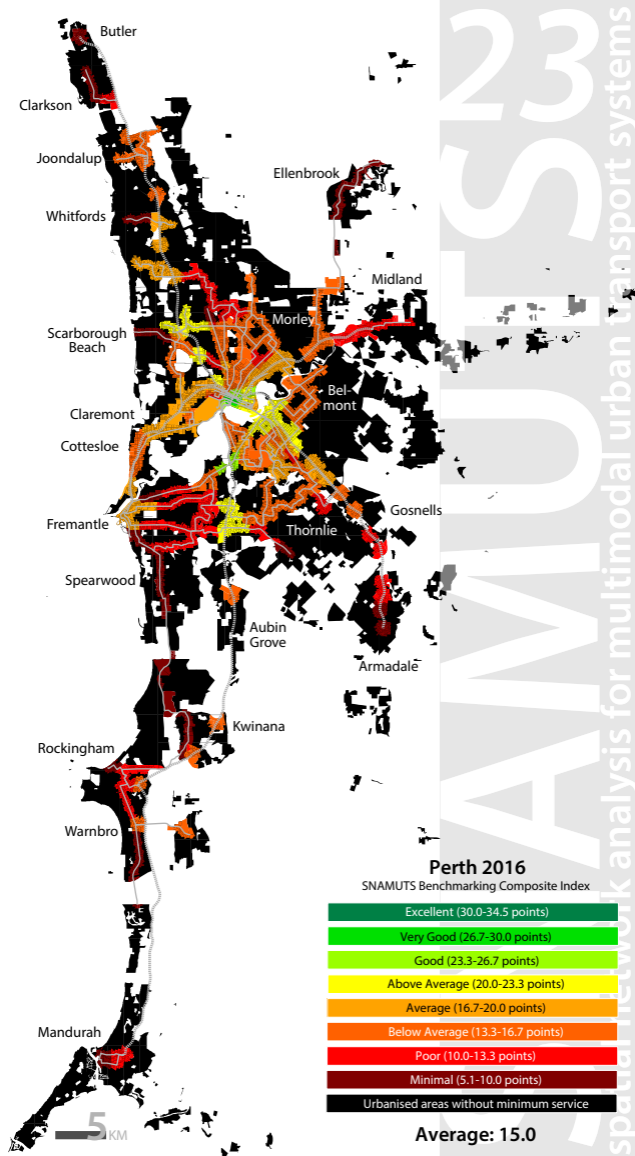 23
SNAMUTS
spatial network analysis for multimodal urban transport systems
Butler
Clarkson
Joondalup
Ellenbrook
Whitfords
Midland
Morley
Scarborough
Beach
Bel-
mont
Claremont
Cottesloe
Gosnells
Fremantle
Thornlie
Spearwood
Aubin
Grove
Armadale
Kwinana
Rockingham
Warnbro
Mandurah
5 KM
Perth 2016
SNAMUTS Benchmarking Composite Index
Excellent (30.0-34.5 points)
Very Good (26.7-30.0 points)
Good (23.3-26.7 points)
Above Average (20.0-23.3 points)
Average (16.7-20.0 points)
Below Average (13.3-16.7 points)
Poor (10.0-13.3 points)
Minimal (5.1-10.0 points)
Urbanised areas without minimum service
Average: 15.0